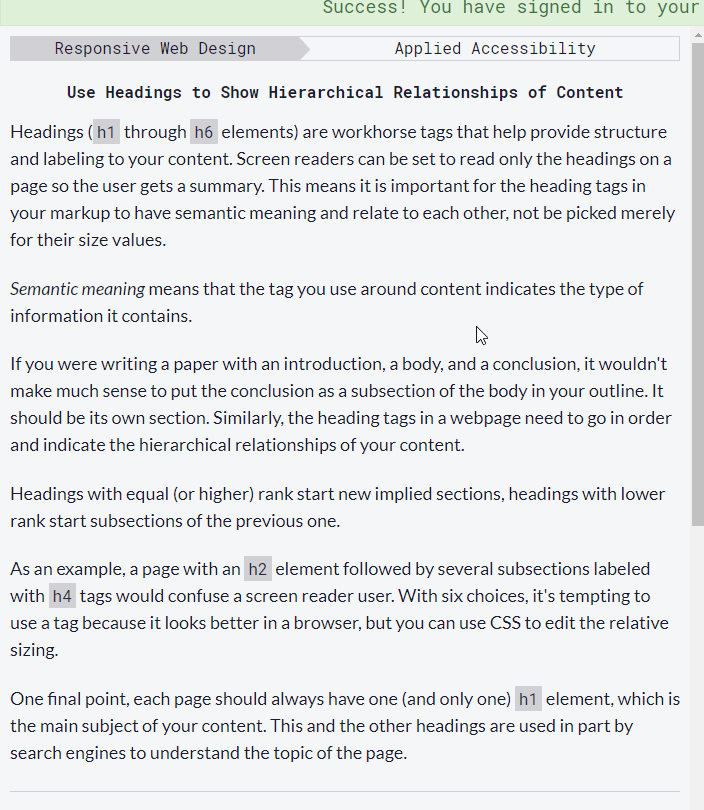 Success! You have signed in to your
Responsive Web Design
Applied Accessibility
Use Headings to Show Hierarchical Relationships of Content
Headings ( h1 through h6 elements) are workhorse tags that help provide structure
and labeling to your content. Screen readers can be set to read only the headings on a
page so the user gets a summary. This means it is important for the heading tags in
your markup to have semantic meaning and relate to each other, not be picked merely
for their size values.
Semantic meaning means that the tag you use around content indicates the type of
information it contains.
If you were writing a paper with an introduction, a body, and a conclusion, it wouldn't
make much sense to put the conclusion as a subsection of the body in your outline. It
should be its own section. Similarly, the heading tags in a webpage need to go in order
and indicate the hierarchical relationships of your content.
Headings with equal (or higher) rank start new implied sections, headings with lower
rank start subsections of the previous one.
As an example, a page with an h2 element followed by several subsections labeled
with h4 tags would confuse a screen reader user. With six choices, it's tempting to
use a tag because it looks better in a browser, but you can use CSS to edit the relative
sizing.
One final point, each page should always have one (and only one) h1 element, which is
the main subject of your content. This and the other headings are used in part by
search engines to understand the topic of the page.